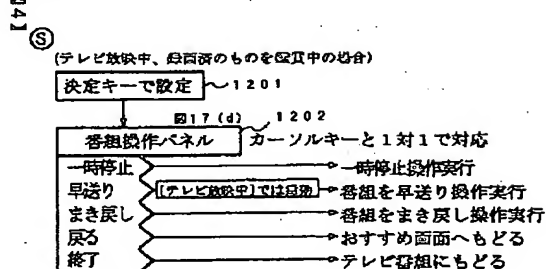 図4】
Ⓢ
(テレビ放映中、録画済のものを鑑賞中の場合)
決定キーで設定 1201
図17(d) 1202
番組操作パネル カーソルキーと1対1で対応
一時停止 一時停止操作実行
早送り [テレビ放映中]では 番組を早送り操作実行
まき戻し 番組をまき戻し操作実行
戻る おすすめ画面へもどる
終了 テレビ番組にもどる